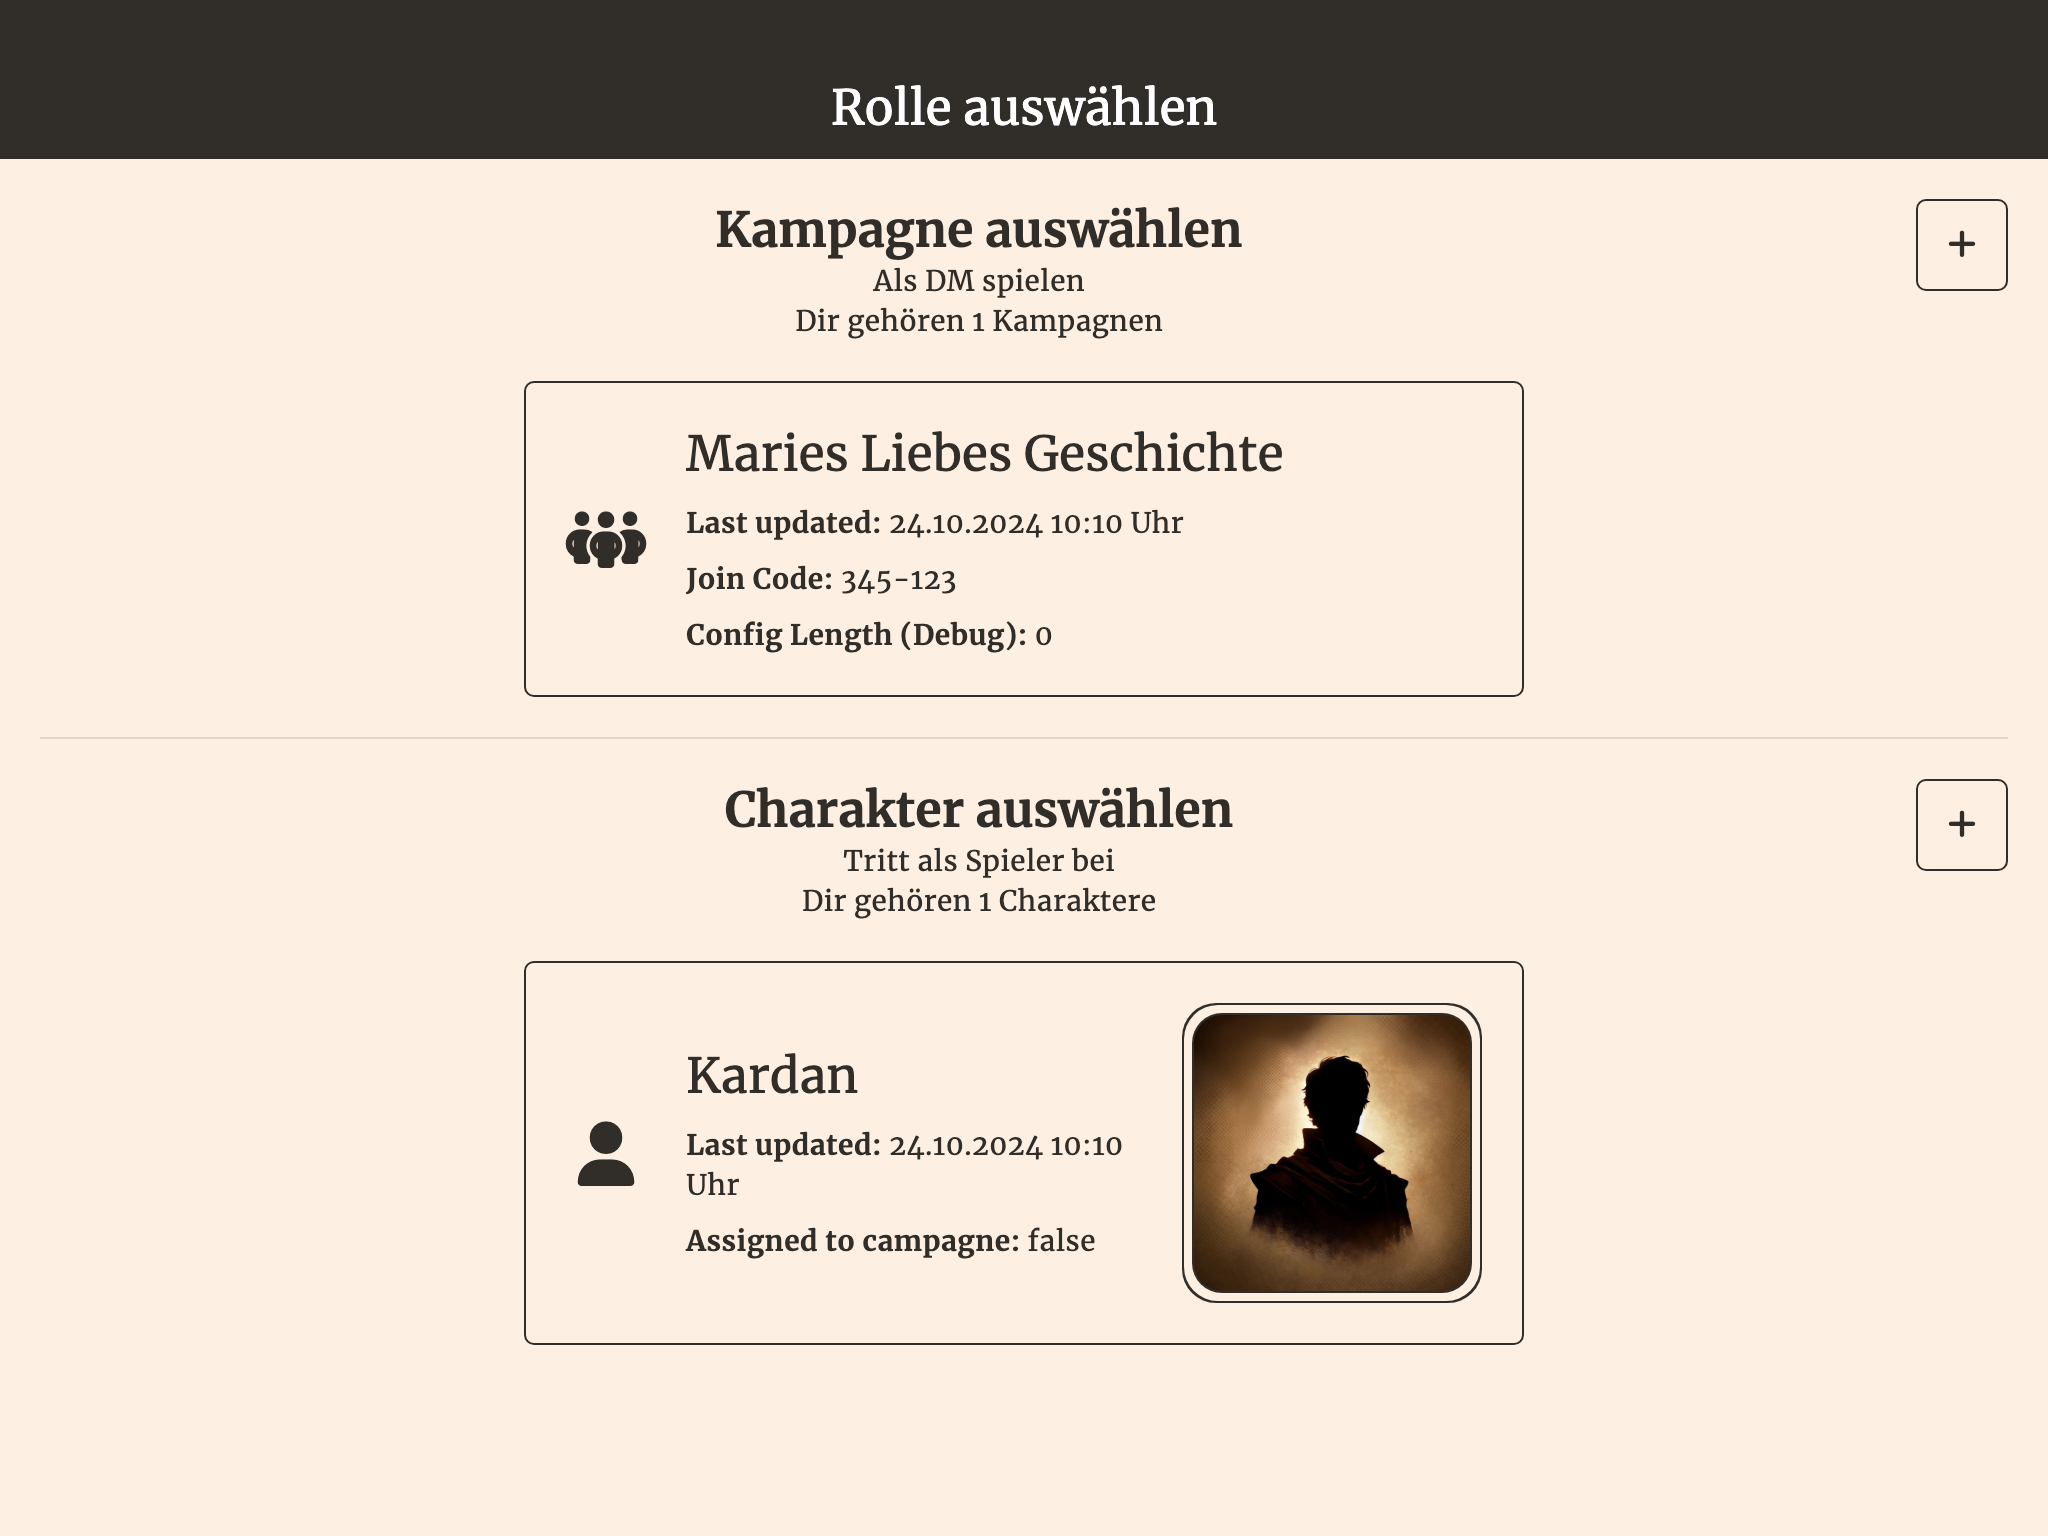 Rolle auswählen
Kampagne auswählen
Als DM spielen
Dir gehören 1 Kampagnen
Maries Liebes Geschichte
Last updated: 24.10.2024 10:10 Uhr
Join Code: 345-123
Config Length (Debug): 0
Charakter auswählen
Tritt als Spieler bei
Dir gehören 1 Charaktere
Kardan
Last updated: 24.10.2024 10:10
Uhr
Assigned to campagne: false